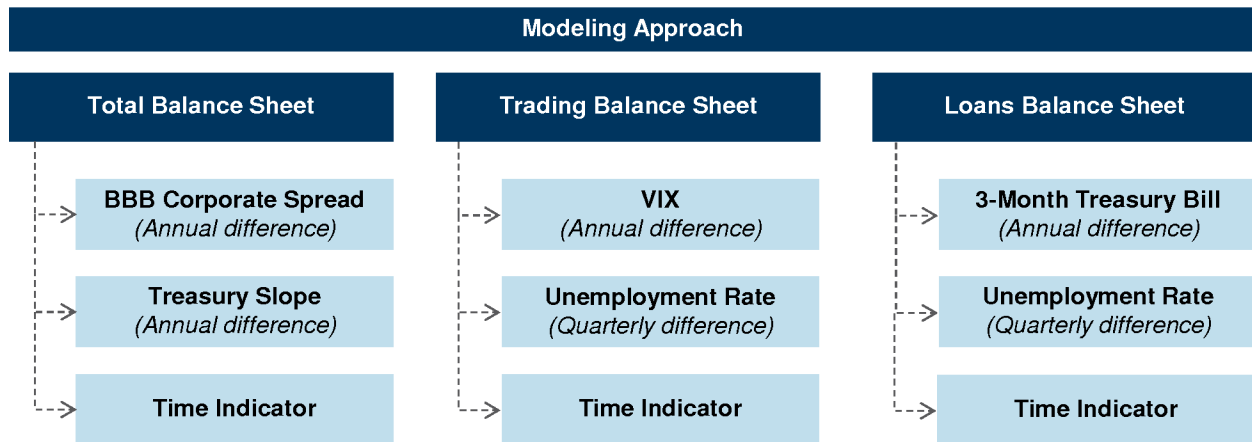 Modeling Approach
Total Balance Sheet
BBB Corporate Spread
(Annual difference)
Treasury Slope
(Annual difference)
Time Indicator
Trading Balance Sheet
VIX
(Annual difference)
Unemployment Rate
(Quarterly difference)
Time Indicator
Loans Balance Sheet
3-Month Treasury Bill
(Annual difference)
Unemployment Rate
(Quarterly difference)
Time Indicator